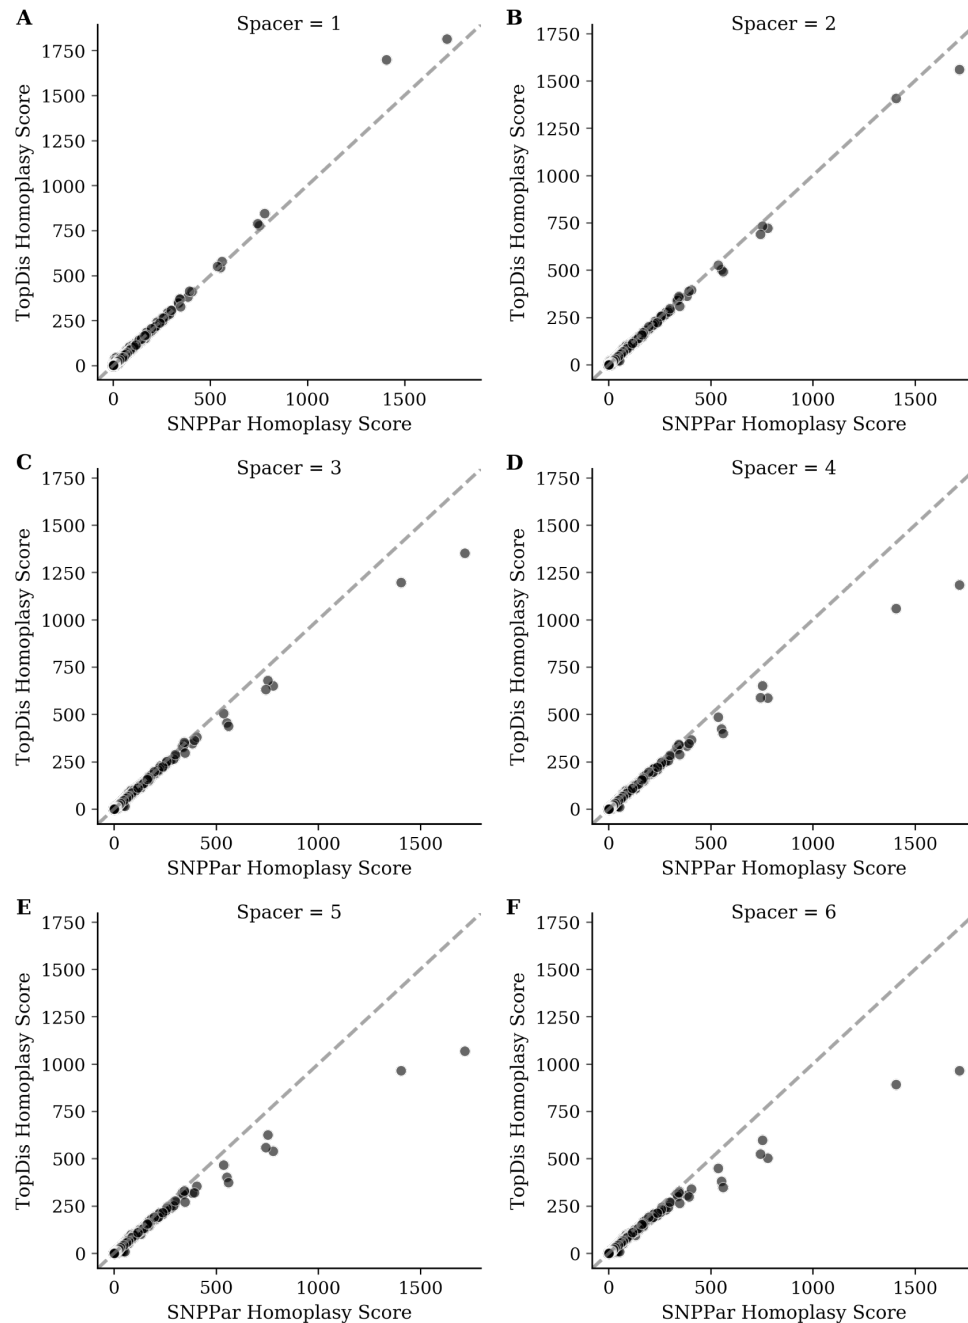 A
Spacer = 1
1750
1500
1250
1000
750
500
250
0
TopDis Homoplasy Score
0 500 1000 1500
SNPPar Homoplasy Score
B
Spacer = 2
1750
1500
1250
1000
750
500
250
0
TopDis Homoplasy Score
0 500 1000 1500
SNPPar Homoplasy Score
C
Spacer = 3
1750
1500
1250
1000
750
500
250
0
TopDis Homoplasy Score
0 500 1000 1500
SNPPar Homoplasy Score
D
Spacer = 4
1750
1500
1250
1000
750
500
250
0
TopDis Homoplasy Score
0 500 1000 1500
SNPPar Homoplasy Score
E
Spacer = 5
1750
1500
1250
1000
750
500
250
0
TopDis Homoplasy Score
0 500 1000 1500
SNPPar Homoplasy Score
F
Spacer = 6
1750
1500
1250
1000
750
500
250
0
TopDis Homoplasy Score
0 500 1000 1500
SNPPar Homoplasy Score